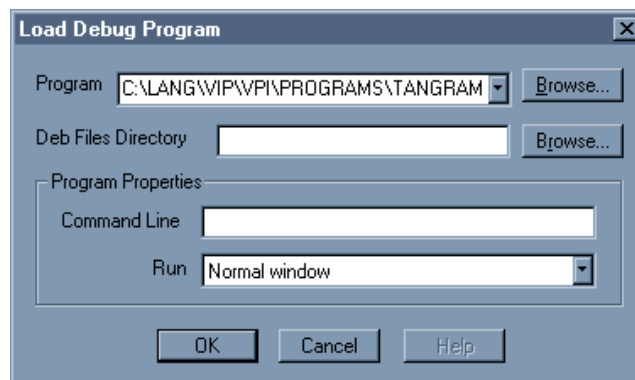 Load Debug Program
Program C:\LANG\VIP\VPI\PROGRAMS\TANGRAM Browse...
Deb Files Directory Browse...
Program Properties
Command Line
Run Normal window
OK Cancel Help